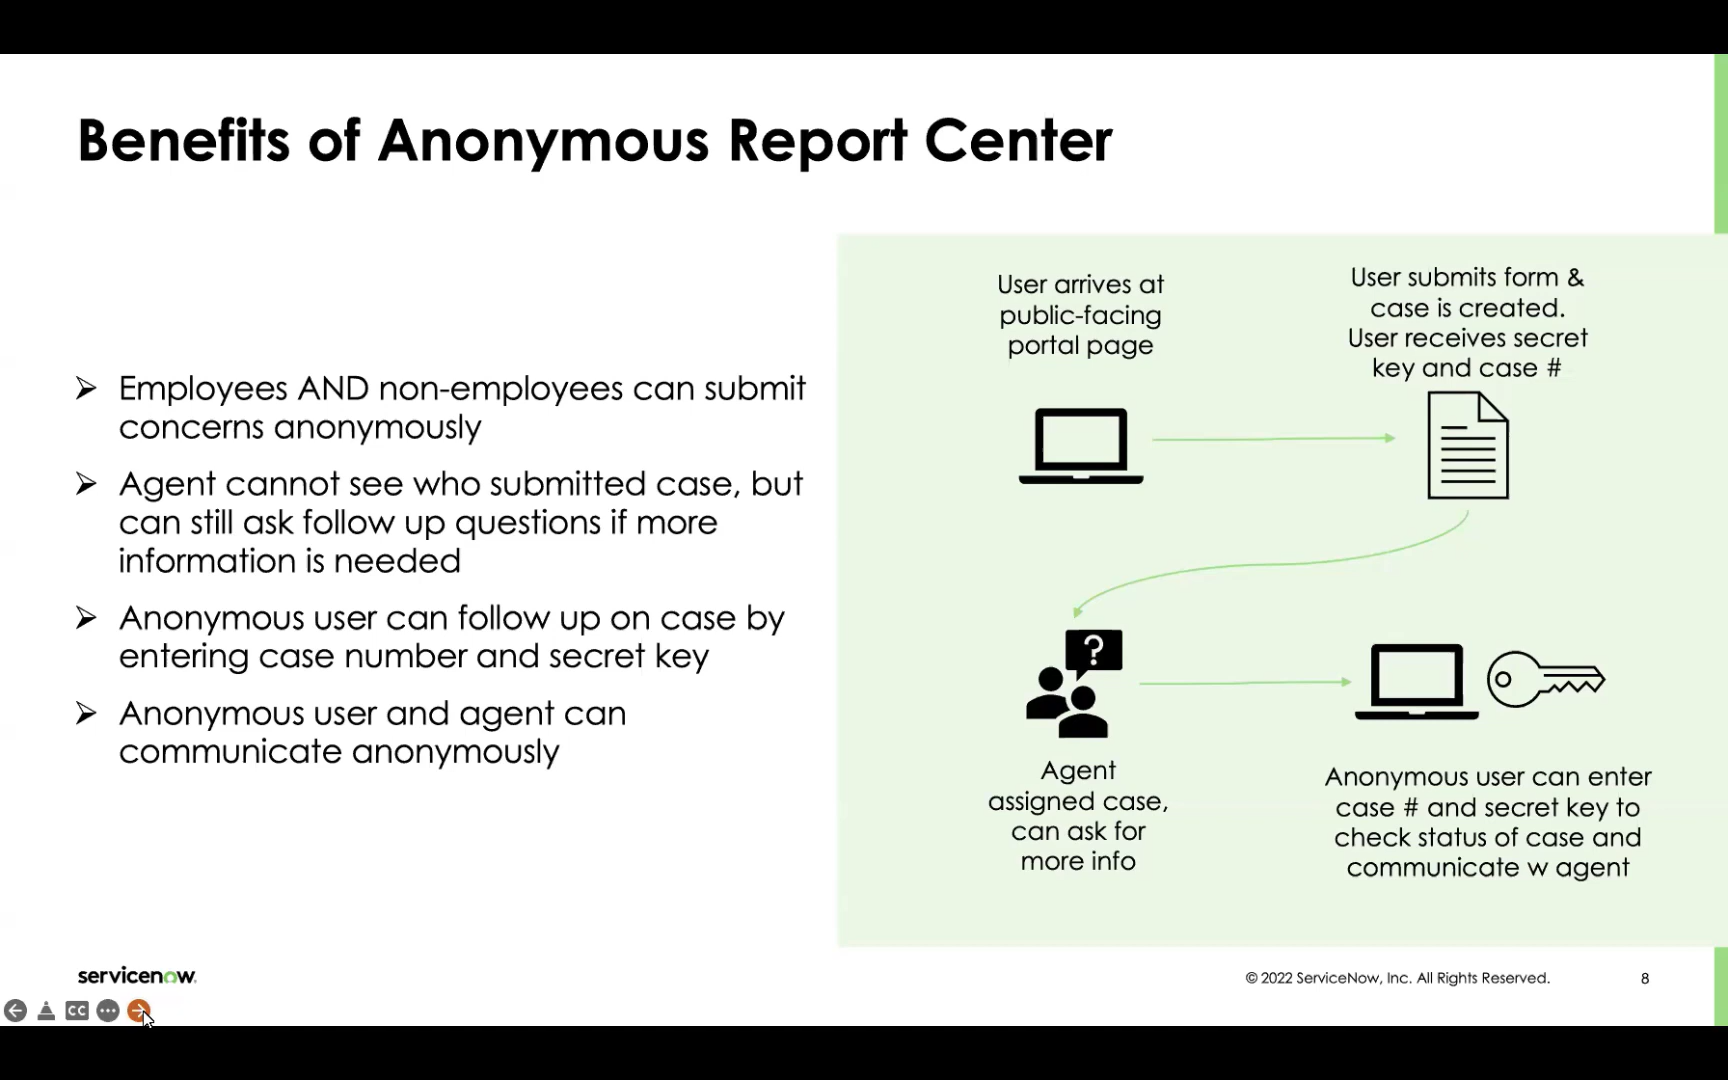 Benefits of Anonymous Report Center
➢ Employees AND non-employees can submit
concerns anonymously
➢ Agent cannot see who submitted case, but
can still ask follow up questions if more
information is needed
➢ Anonymous user can follow up on case by
entering case number and secret key
➢ Anonymous user and agent can
communicate anonymously
User arrives at
public-facing
portal page
User submits form &
case is created.
User receives secret
key and case #
?
Agent
assigned case,
can ask for
more info
Anonymous user can enter
case # and secret key to
check status of case and
communicate w agent
servicenow.
© 2022 ServiceNow, Inc. All Rights Reserved.
8
CC